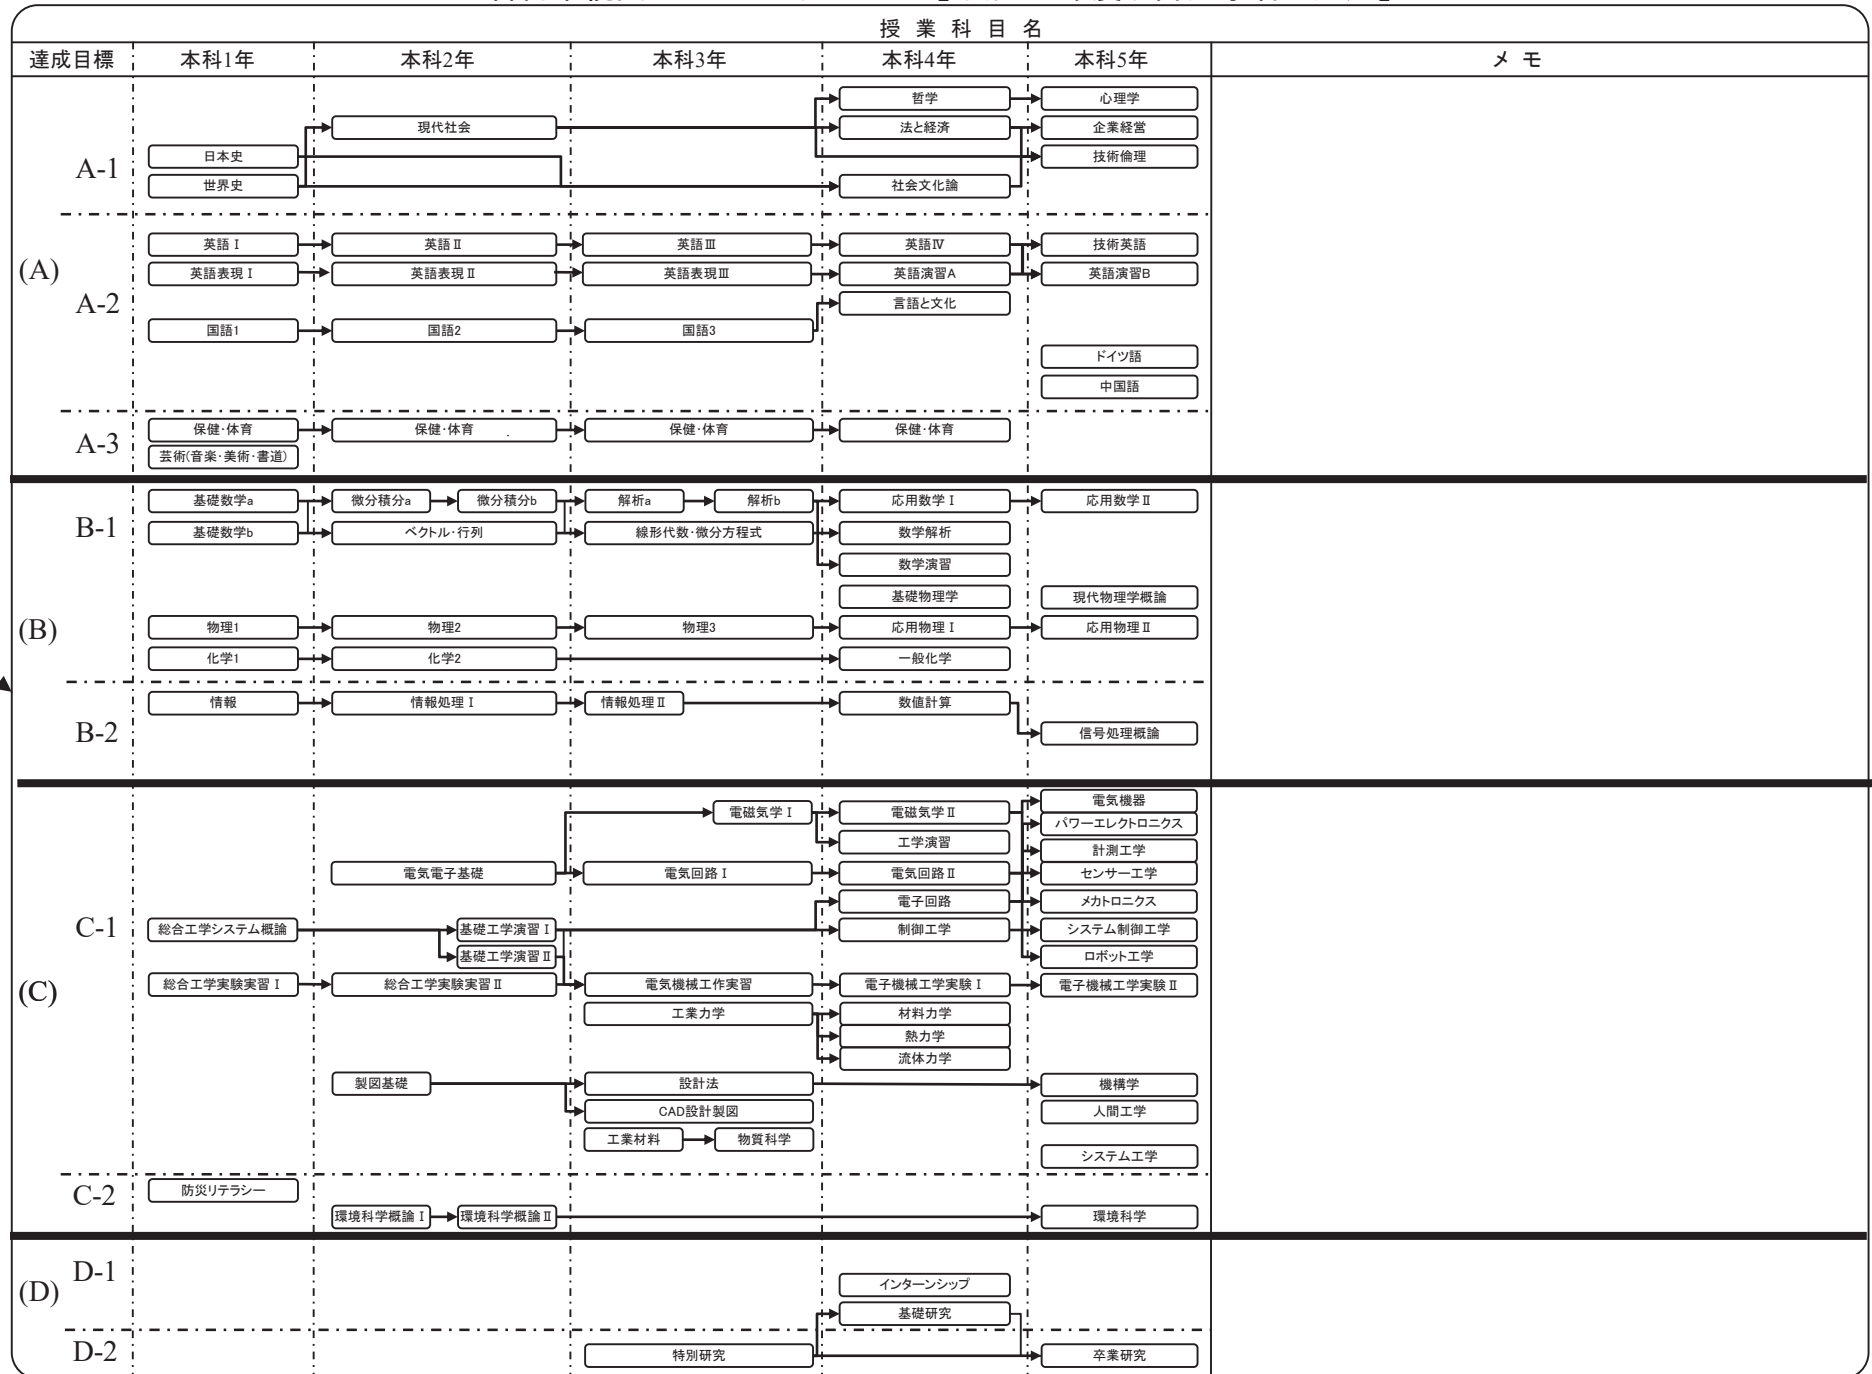 授業科目名
達成目標 本科1年 本科2年 本科3年 本科4年 本科5年 メモ
(A)
A-1
哲学 心理学
現代社会 法と経済 企業経営
日本史 技術倫理
世界史 社会文化論
A-2
英語Ⅰ 英語Ⅱ 英語Ⅲ 英語Ⅳ 技術英語
英語表現Ⅰ 英語表現Ⅱ 英語表現Ⅲ 英語演習A 英語演習B
言語と文化
国語1 国語2 国語3
ドイツ語
中国語
A-3
保健・体育 保健・体育 保健・体育 保健・体育
芸術(音楽・美術・書道)
(B)
B-1
基礎数学a 微分積分a 微分積分b 解析a 解析b 応用数学Ⅰ 応用数学Ⅱ
基礎数学b ベクトル・行列 線形代数・微分方程式 数学解析
数学演習
基礎物理学 現代物理学概論
物理1 物理2 物理3 応用物理Ⅰ 応用物理Ⅱ
化学1 化学2 一般化学
B-2
情報 情報処理Ⅰ 情報処理Ⅱ 数値計算
信号処理概論
(C)
C-1
電気機器
電磁気学Ⅰ 電磁気学Ⅱ パワーエレクトロニクス
工学演習 計測工学
電気電子基礎 電気回路Ⅰ 電気回路Ⅱ センサー工学
電子回路 メカトロニクス
総合工学システム概論 基礎工学演習Ⅰ 制御工学 システム制御工学
基礎工学演習Ⅱ ロボット工学
総合工学実験実習Ⅰ 総合工学実験実習Ⅱ 電気機械工作実習 電子機械工学実験Ⅰ 電子機械工学実験Ⅱ
工業力学 材料力学
熱力学
流体力学
製図基礎 設計法 機構学
CAD設計製図 人間工学
工業材料 物質科学
システム工学
C-2
防災リテラシー
環境科学概論Ⅰ 環境科学概論Ⅱ 環境科学
(D)
D-1
インターンシップ
基礎研究
D-2
特別研究 卒業研究